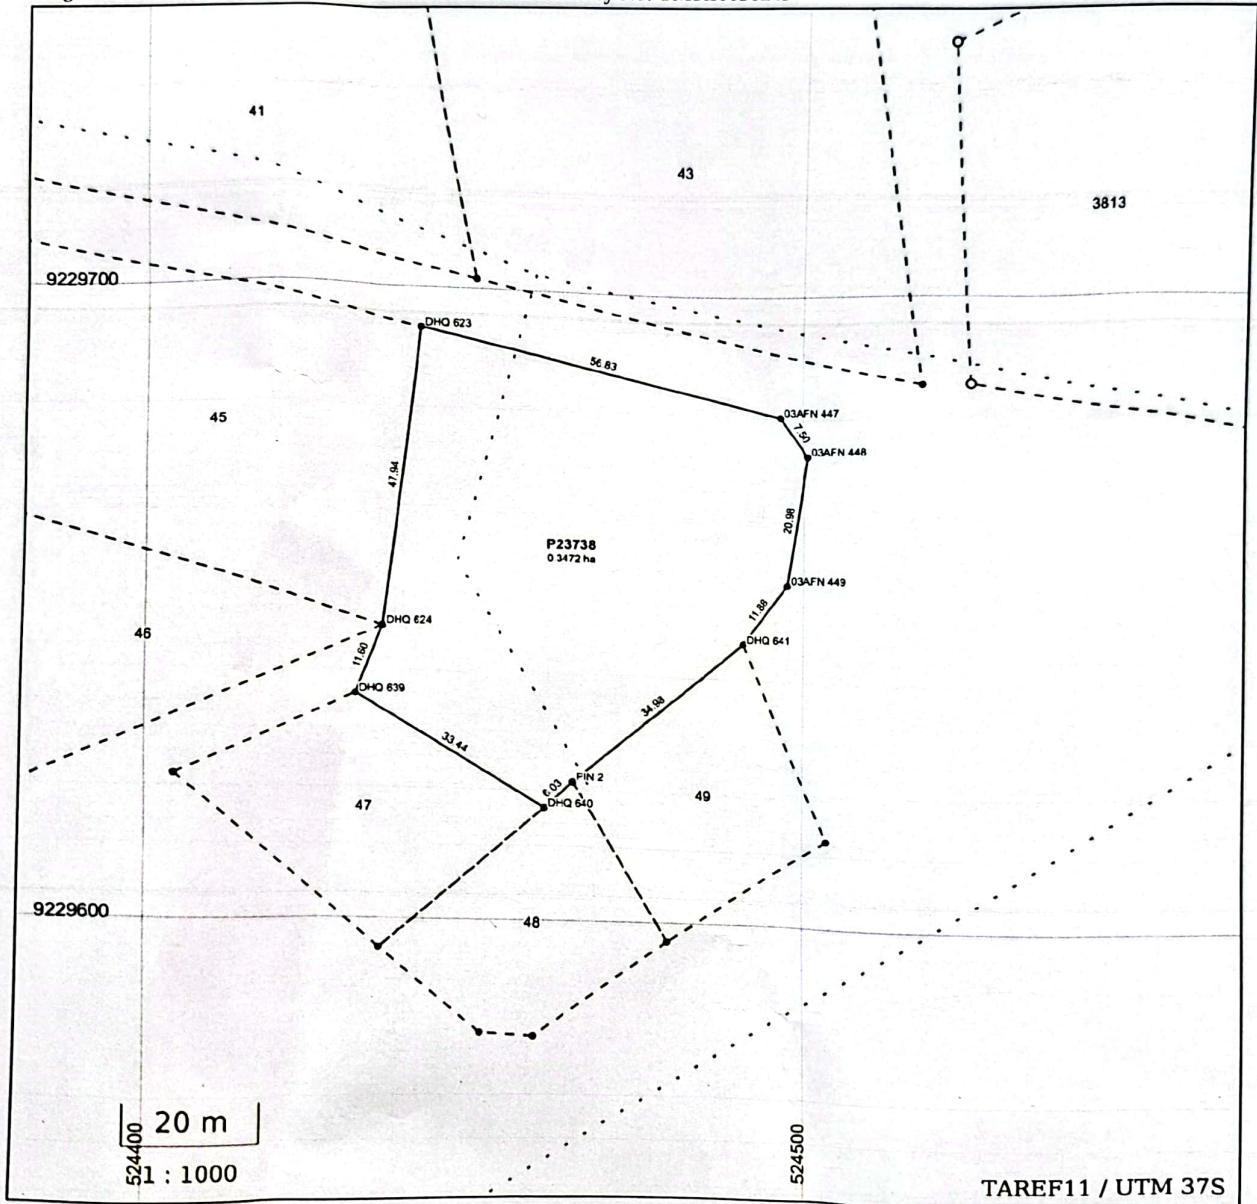 41
43
3813
9229700
DHQ 623
56.83
45
03AFN 447
7.50
03AFN 448
47.94
20.98
P23738
0.3472 ha
03AFN 449
11.88
DHQ 624
46
DHQ 641
11.60
DHQ 639
34.98
33.44
FIN 2
6.03
DHQ 640
47
49
9229600
48
20 m
524400
524500
1 : 1000
TAREF11 / UTM 37S